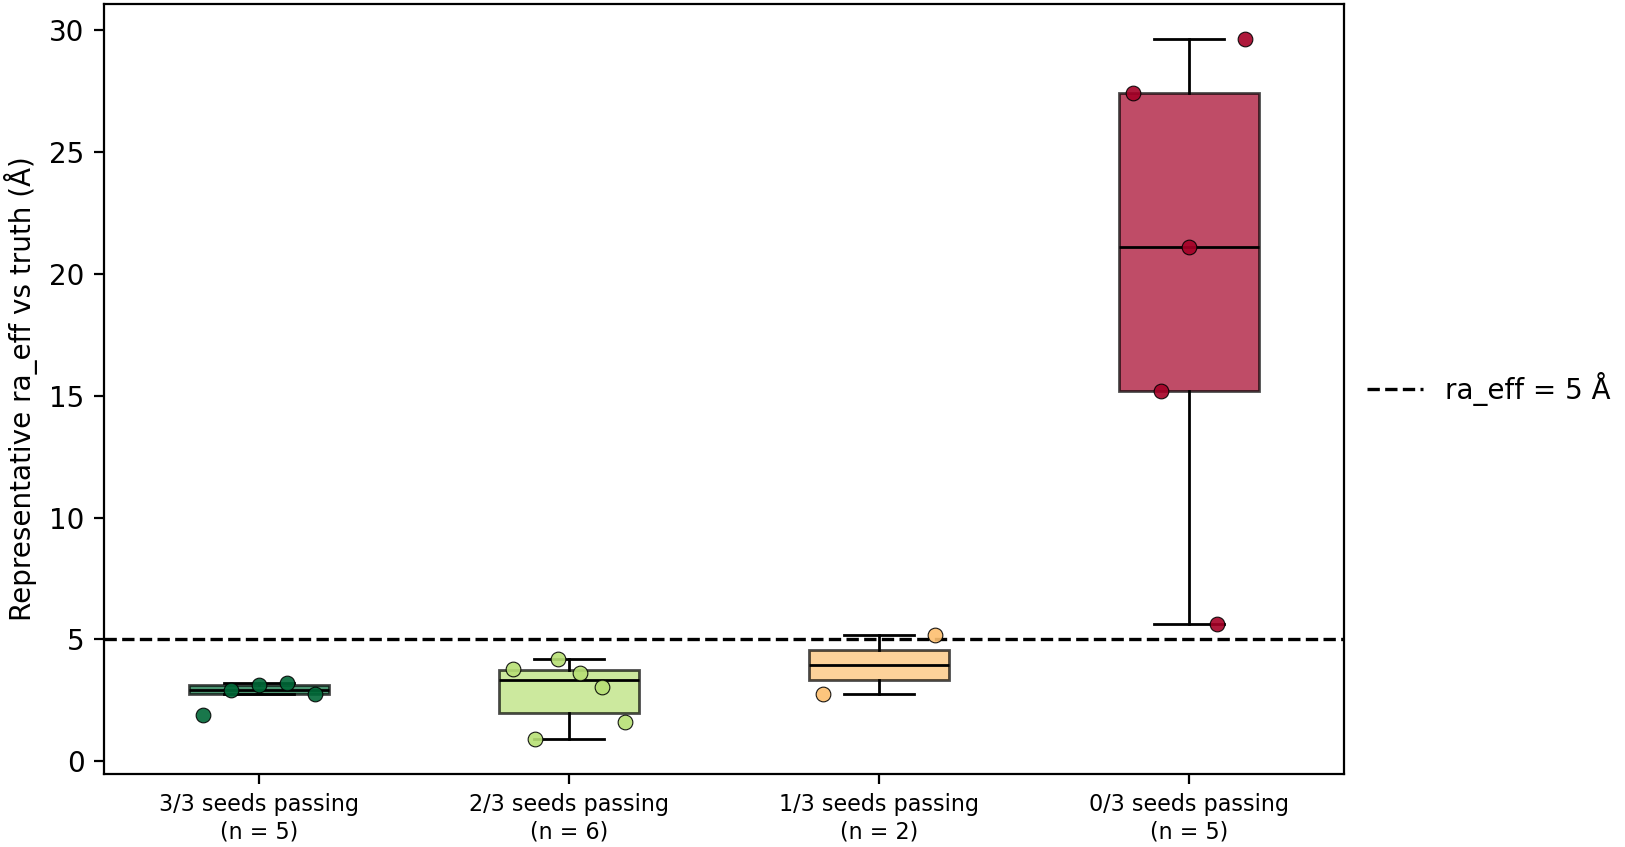 Representative ra_eff vs truth (Å)
30
25
20
15
10
5
0
3/3 seeds passing
(n = 5)
2/3 seeds passing
(n = 6)
1/3 seeds passing
(n = 2)
0/3 seeds passing
(n = 5)
ra_eff = 5 Å